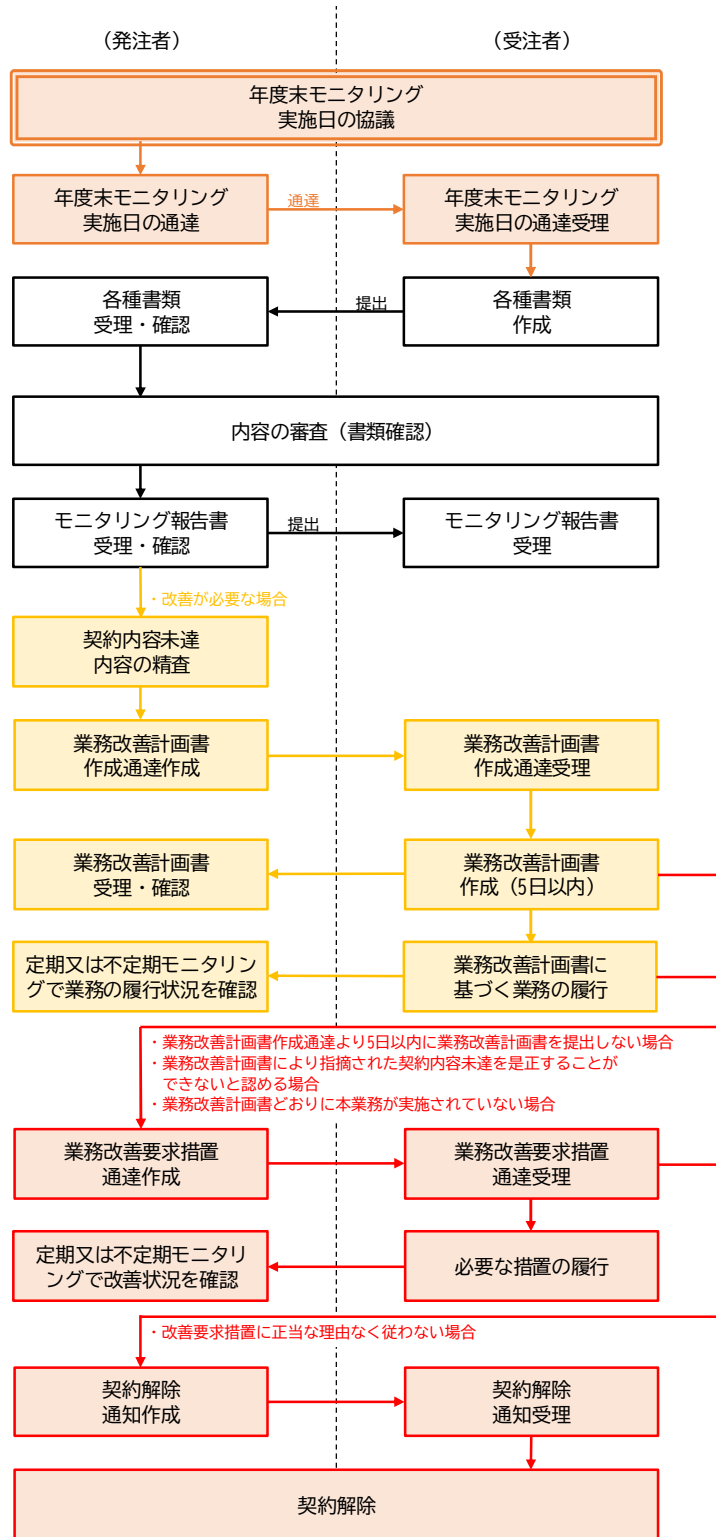 （発注者）
（受注者）
年度末モニタリング
実施日の協議
年度末モニタリング
実施日の通達
通達
年度末モニタリング
実施日の通達受理
各種書類
受理・確認
提出
各種書類
作成
内容の審査（書類確認）
モニタリング報告書
受理・確認
提出
モニタリング報告書
受理
・改善が必要な場合
契約内容未達
内容の精査
業務改善計画書
作成通達作成
業務改善計画書
作成通達受理
業務改善計画書
受理・確認
業務改善計画書
作成（5日以内）
定期又は不定期モニタリン
グで業務の履行状況を確認
業務改善計画書に
基づく業務の履行
・業務改善計画書作成通達より5日以内に業務改善計画書を提出しない場合
・業務改善計画書により指摘された契約内容未達を是正することが
できないと認める場合
・業務改善計画書どおりに本業務が実施されていない場合
業務改善要求措置
通達作成
業務改善要求措置
通達受理
定期又は不定期モニタリ
ングで改善状況を確認
必要な措置の履行
・改善要求措置に正当な理由なく従わない場合
契約解除
通知作成
契約解除
通知受理
契約解除